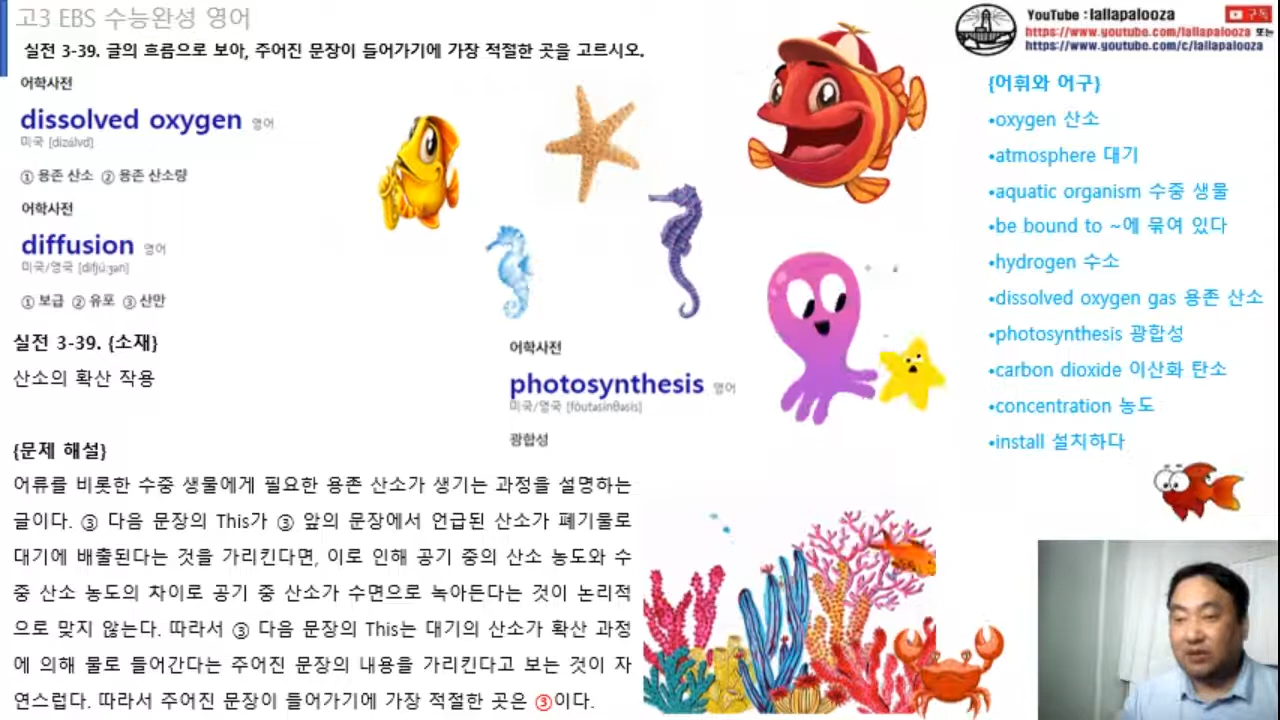 고3 EBS 수능완성 영어
실전 3-39. 글의 흐름으로 보아, 주어진 문장이 들어가기에 가장 적절한 곳을 고르시오.
YouTube : lallapalooza
구독
https://www.youtube.com/lallapalooza 또는
https://www.youtube.com/c/lallapalooza
어학사전
dissolved oxygen 영어
미국 [dizálvd]
① 용존 산소 ② 용존 산소량
어학사전
diffusion 영어
미국/영국 [difjúːʒən]
① 보급 ② 유포 ③ 산만
실전 3-39. {소재}
산소의 확산 작용
어학사전
photosynthesis 영어
미국/영국 [fòutəsínθəsis]
광합성
{문제 해설}
어류를 비롯한 수중 생물에게 필요한 용존 산소가 생기는 과정을 설명하는
글이다. ③ 다음 문장의 This가 ③ 앞의 문장에서 언급된 산소가 폐기물로
대기에 배출된다는 것을 가리킨다면, 이로 인해 공기 중의 산소 농도와 수
중 산소 농도의 차이로 공기 중 산소가 수면으로 녹아든다는 것이 논리적
으로 맞지 않는다. 따라서 ③ 다음 문장의 This는 대기의 산소가 확산 과정
에 의해 물로 들어간다는 주어진 문장의 내용을 가리킨다고 보는 것이 자
연스럽다. 따라서 주어진 문장이 들어가기에 가장 적절한 곳은 ③이다.
{어휘와 어구}
•oxygen 산소
•atmosphere 대기
•aquatic organism 수중 생물
•be bound to ~에 묶여 있다
•hydrogen 수소
•dissolved oxygen gas 용존 산소
•photosynthesis 광합성
•carbon dioxide 이산화 탄소
•concentration 농도
•install 설치하다